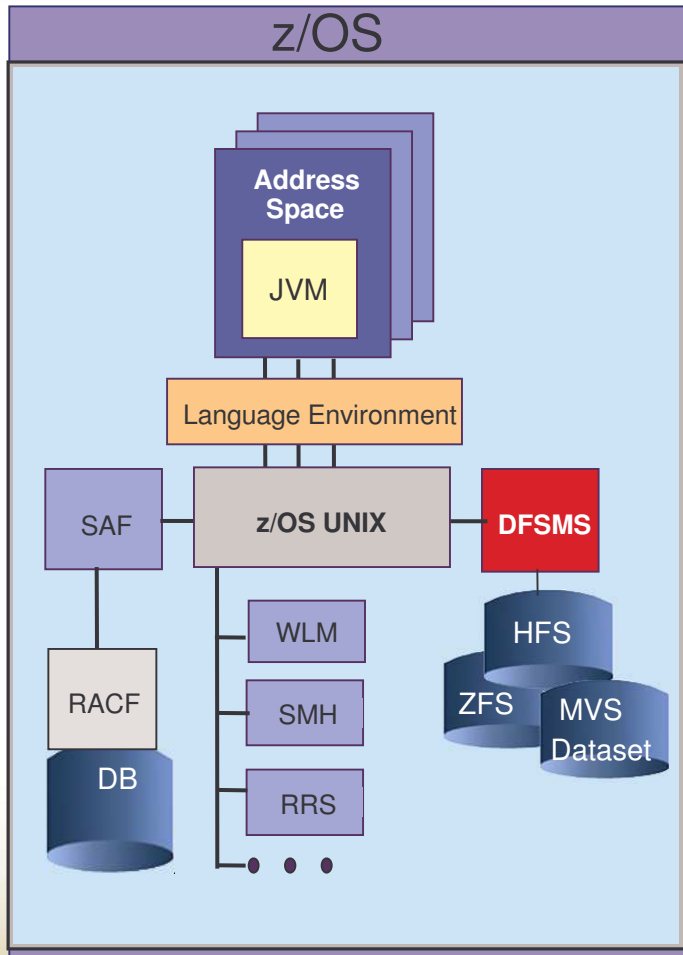 z/OS
Address
Space
JVM
Language Environment
SAF
z/OS UNIX
DFSMS
WLM
HFS
RACF
SMH
ZFS
MVS
Dataset
DB
RRS